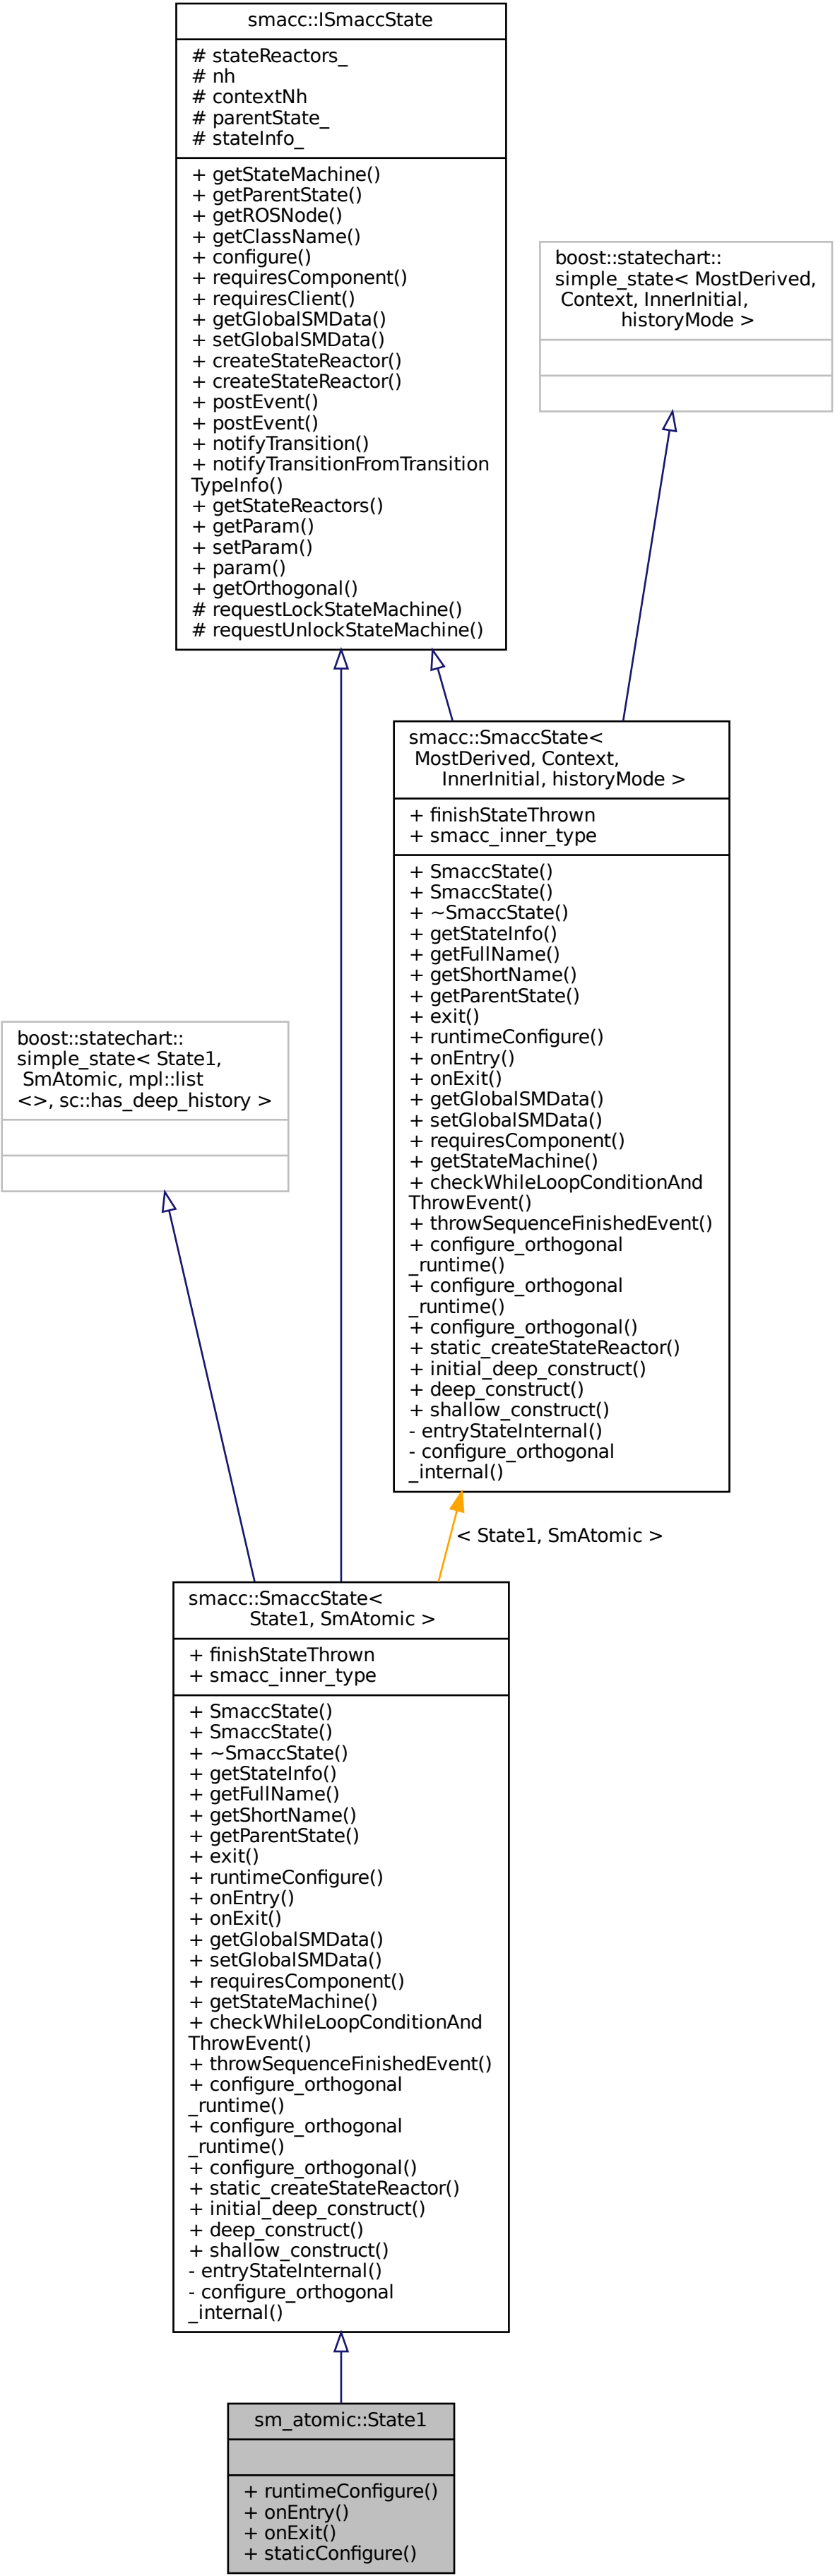 smacc::ISmaccState
# stateReactors_
# nh
# contextNh
# parentState_
# stateInfo_
+ getStateMachine()
+ getParentState()
+ getROSNode()
+ getClassName()
+ configure()
+ requiresComponent()
+ requiresClient()
+ getGlobalSMData()
+ setGlobalSMData()
+ createStateReactor()
+ createStateReactor()
+ postEvent()
+ postEvent()
+ notifyTransition()
+ notifyTransitionFromTransition
TypeInfo()
+ getStateReactors()
+ getParam()
+ setParam()
+ param()
+ getOrthogonal()
# requestLockStateMachine()
# requestUnlockStateMachine()
boost::statechart::
simple_state< MostDerived,
Context, InnerInitial,
historyMode >
smacc::SmaccState<
MostDerived, Context,
InnerInitial, historyMode >
+ finishStateThrown
+ smacc_inner_type
+ SmaccState()
+ SmaccState()
+ ~SmaccState()
+ getStateInfo()
+ getFullName()
+ getShortName()
+ getParentState()
+ exit()
+ runtimeConfigure()
+ onEntry()
+ onExit()
+ getGlobalSMData()
+ setGlobalSMData()
+ requiresComponent()
+ getStateMachine()
+ checkWhileLoopConditionAnd
ThrowEvent()
+ throwSequenceFinishedEvent()
+ configure_orthogonal
_runtime()
+ configure_orthogonal
_runtime()
+ configure_orthogonal()
+ static_createStateReactor()
+ initial_deep_construct()
+ deep_construct()
+ shallow_construct()
- entryStateInternal()
- configure_orthogonal
_internal()
boost::statechart::
simple_state< State1,
SmAtomic, mpl::list
<>, sc::has_deep_history >
< State1, SmAtomic >
smacc::SmaccState<
State1, SmAtomic >
+ finishStateThrown
+ smacc_inner_type
+ SmaccState()
+ SmaccState()
+ ~SmaccState()
+ getStateInfo()
+ getFullName()
+ getShortName()
+ getParentState()
+ exit()
+ runtimeConfigure()
+ onEntry()
+ onExit()
+ getGlobalSMData()
+ setGlobalSMData()
+ requiresComponent()
+ getStateMachine()
+ checkWhileLoopConditionAnd
ThrowEvent()
+ throwSequenceFinishedEvent()
+ configure_orthogonal
_runtime()
+ configure_orthogonal
_runtime()
+ configure_orthogonal()
+ static_createStateReactor()
+ initial_deep_construct()
+ deep_construct()
+ shallow_construct()
- entryStateInternal()
- configure_orthogonal
_internal()
sm_atomic::State1
+ runtimeConfigure()
+ onEntry()
+ onExit()
+ staticConfigure()